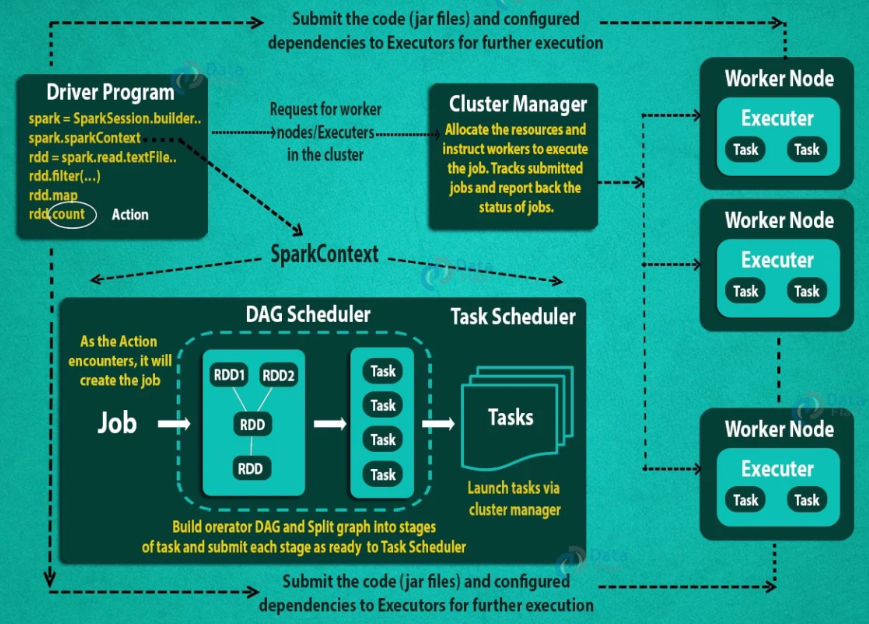 Submit the code (jar files) and configured
dependencies to Executors for further execution
Driver Program
spark = SparkSession.builder..
spark.sparkContext
rdd = spark.read.textFile..
rdd.filter(...)
rdd.map
rdd.count
Action
Request for worker
nodes/Executers
in the cluster
Cluster Manager
Allocate the resources and
instruct workers to execute
the job. Tracks submitted
jobs and report back the
status of jobs.
Worker Node
Executer
Task Task
Worker Node
Executer
Task Task
Worker Node
Executer
Task Task
SparkContext
DAG Scheduler
Task Scheduler
As the Action
encounters, it will
create the job
Job
RDD1 RDD2
RDD
RDD
Task
Task
Task
Task
Tasks
Launch tasks via
cluster manager
Build orerator DAG and Split graph into stages
of task and submit each stage as ready to Task Scheduler
Submit the code (jar files) and configured
dependencies to Executors for further execution
Data
Data
Data
Flair
Data